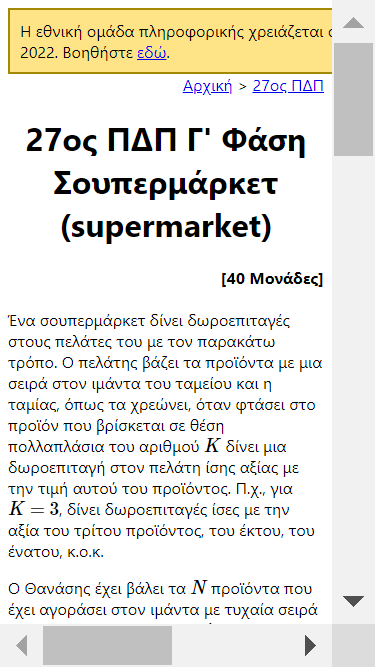 Η εθνική ομάδα πληροφορικής χρειάζεται
2022. Βοηθήστε εδώ.
Αρχική > 27ος ΠΔΠ
27ος ΠΔΠ Γ' Φάση
Σουπερμάρκετ
(supermarket)
[40 Μονάδες]
Ένα σουπερμάρκετ δίνει δωροεπιταγές
στους πελάτες του με τον παρακάτω
τρόπο. Ο πελάτης βάζει τα προϊόντα με μια
σειρά στον ιμάντα του ταμείου και η
ταμίας, όπως τα χρεώνει, όταν φτάσει στο
προϊόν που βρίσκεται σε θέση
πολλαπλάσια του αριθμού K δίνει μια
δωροεπιταγή στον πελάτη ίσης αξίας με
την τιμή αυτού του προϊόντος. Π.χ., για
K = 3, δίνει δωροεπιταγές ίσες με την
αξία του τρίτου προϊόντος, του έκτου, του
ένατου, κ.ο.κ.
Ο Θανάσης έχει βάλει τα N προϊόντα που
έχει αγοράσει στον ιμάντα με τυχαία σειρά